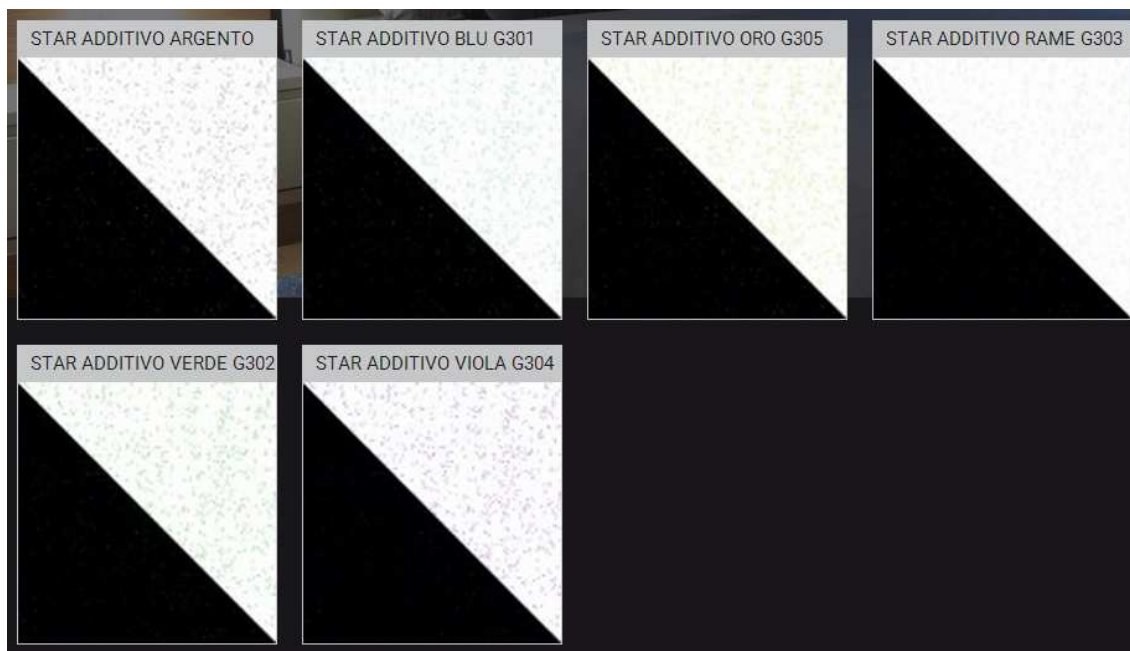 STAR ADDITIVO ARGENTO
STAR ADDITIVO BLU G301
STAR ADDITIVO ORO G305
STAR ADDITIVO RAME G303
STAR ADDITIVO VERDE G302
STAR ADDITIVO VIOLA G304